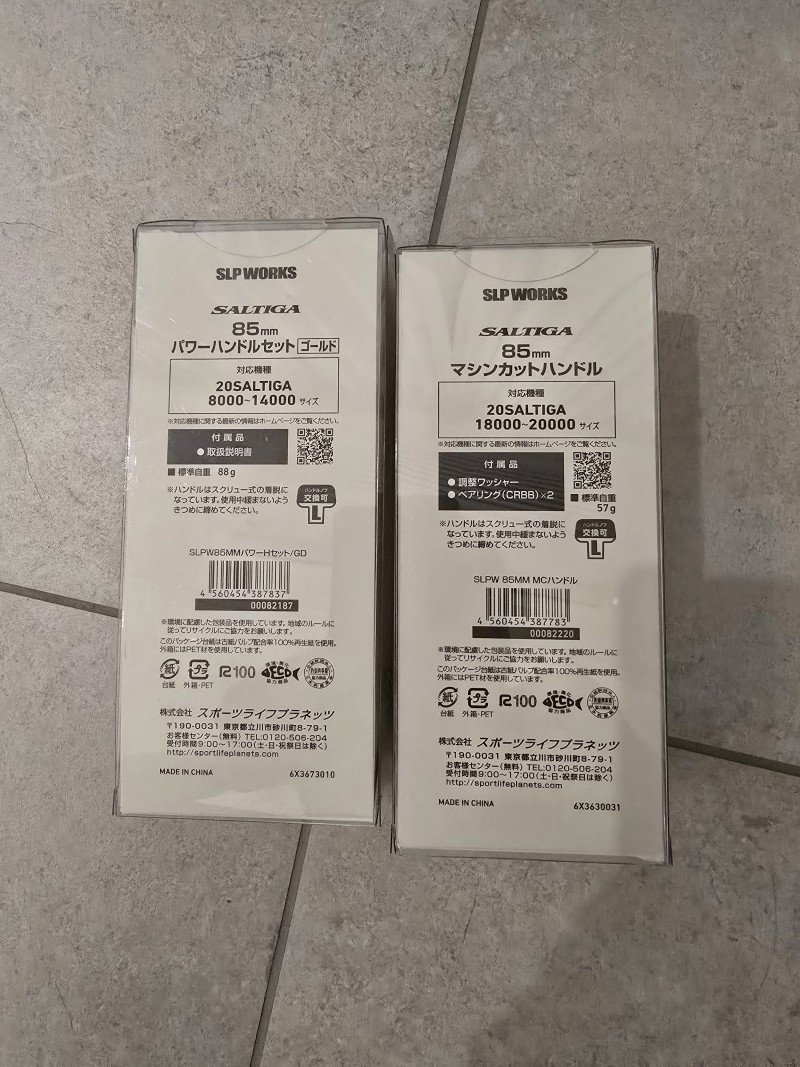 SLPWORKS
SALTIGA
85mm
パワーハンドルセット ゴールド
対応機種
20SALTIGA
8000~14000 サイズ
※対応機種に関する最新の情報はホームページをご覧ください。
付属品
● 取扱説明書
■ 標準自重 88g
※ハンドルはスクリュー式の着脱に
なっています。使用中緩まないよう
きつめに締めてください。
ハンドルノブ
交換可
L
SLPW85MMパワーHセット/GD
4 560454 387837
00082187
※環境に配慮した包装品を使用しています。地域のルールに
従ってリサイクルにご協力をお願いします。
このパッケージ台紙は古紙パルプ配合率100%再生紙を使用。
外箱にはPET材を使用しています。
紙
台紙
プラ
外箱・PET
R100
環境・美化
ECO
協力商品
株式会社 スポーツライフプラネッツ
〒190-0031 東京都立川市砂川町8-79-1
お客様センター(無料) TEL:0120-506-204
受付時間9:00~17:00(土・日・祝祭日は除く)
http://sportlifeplanets.com
MADE IN CHINA
6X3673010
SLPWORKS
SALTIGA
85mm
マシンカットハンドル
対応機種
20SALTIGA
18000~20000 サイズ
※対応機種に関する最新の情報はホームページをご覧ください。
付属品
● 調整ワッシャー
● ベアリング(CRBB)×2
■ 標準自重
57g
※ハンドルはスクリュー式の着脱に
なっています。使用中緩まないよう
きつめに締めてください。
ハンドルノブ
交換可
L
SLPW 85MM MCハンドル
4 560454 387783
00082220
※環境に配慮した包装品を使用しています。地域のルールに
従ってリサイクルにご協力をお願いします。
このパッケージ台紙は古紙パルプ配合率100%再生紙を使用。
外箱にはPET材を使用しています。
紙
台紙
プラ
外箱・PET
R100
環境・美化
ECO
協力商品
株式会社 スポーツライフプラネッツ
〒190-0031 東京都立川市砂川町8-79-1
お客様センター(無料) TEL:0120-506-204
受付時間9:00~17:00(土・日・祝祭日は除く)
http://sportlifeplanets.com
MADE IN CHINA
6X3630031